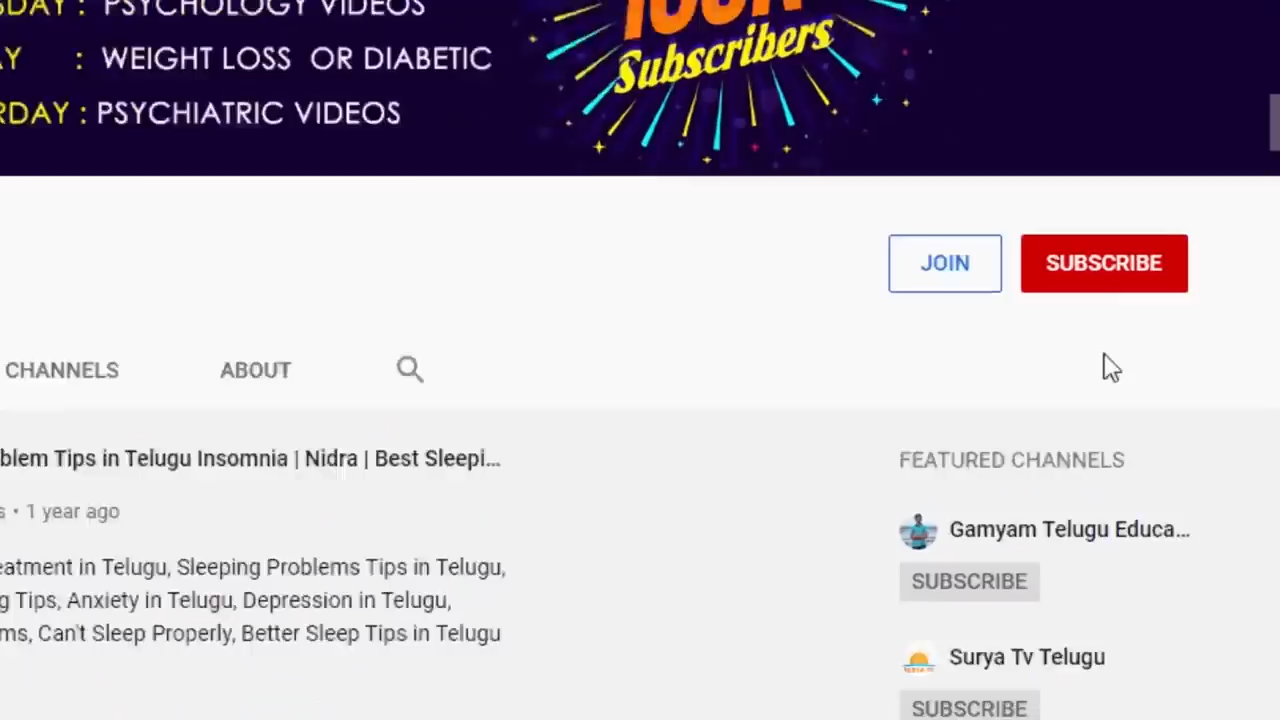 PSYCHOLOGY VIDEOS
: WEIGHT LOSS OR DIABETIC
RDAY : PSYCHIATRIC VIDEOS
Subscribers
JOIN
SUBSCRIBE
CHANNELS
ABOUT
blem Tips in Telugu Insomnia | Nidra | Best Sleepi...
s • 1 year ago
eatment in Telugu, Sleeping Problems Tips in Telugu,
g Tips, Anxiety in Telugu, Depression in Telugu,
ms, Can't Sleep Properly, Better Sleep Tips in Telugu
FEATURED CHANNELS
Gamyam Telugu Educa...
SUBSCRIBE
Surya Tv Telugu
SUBSCRIBE